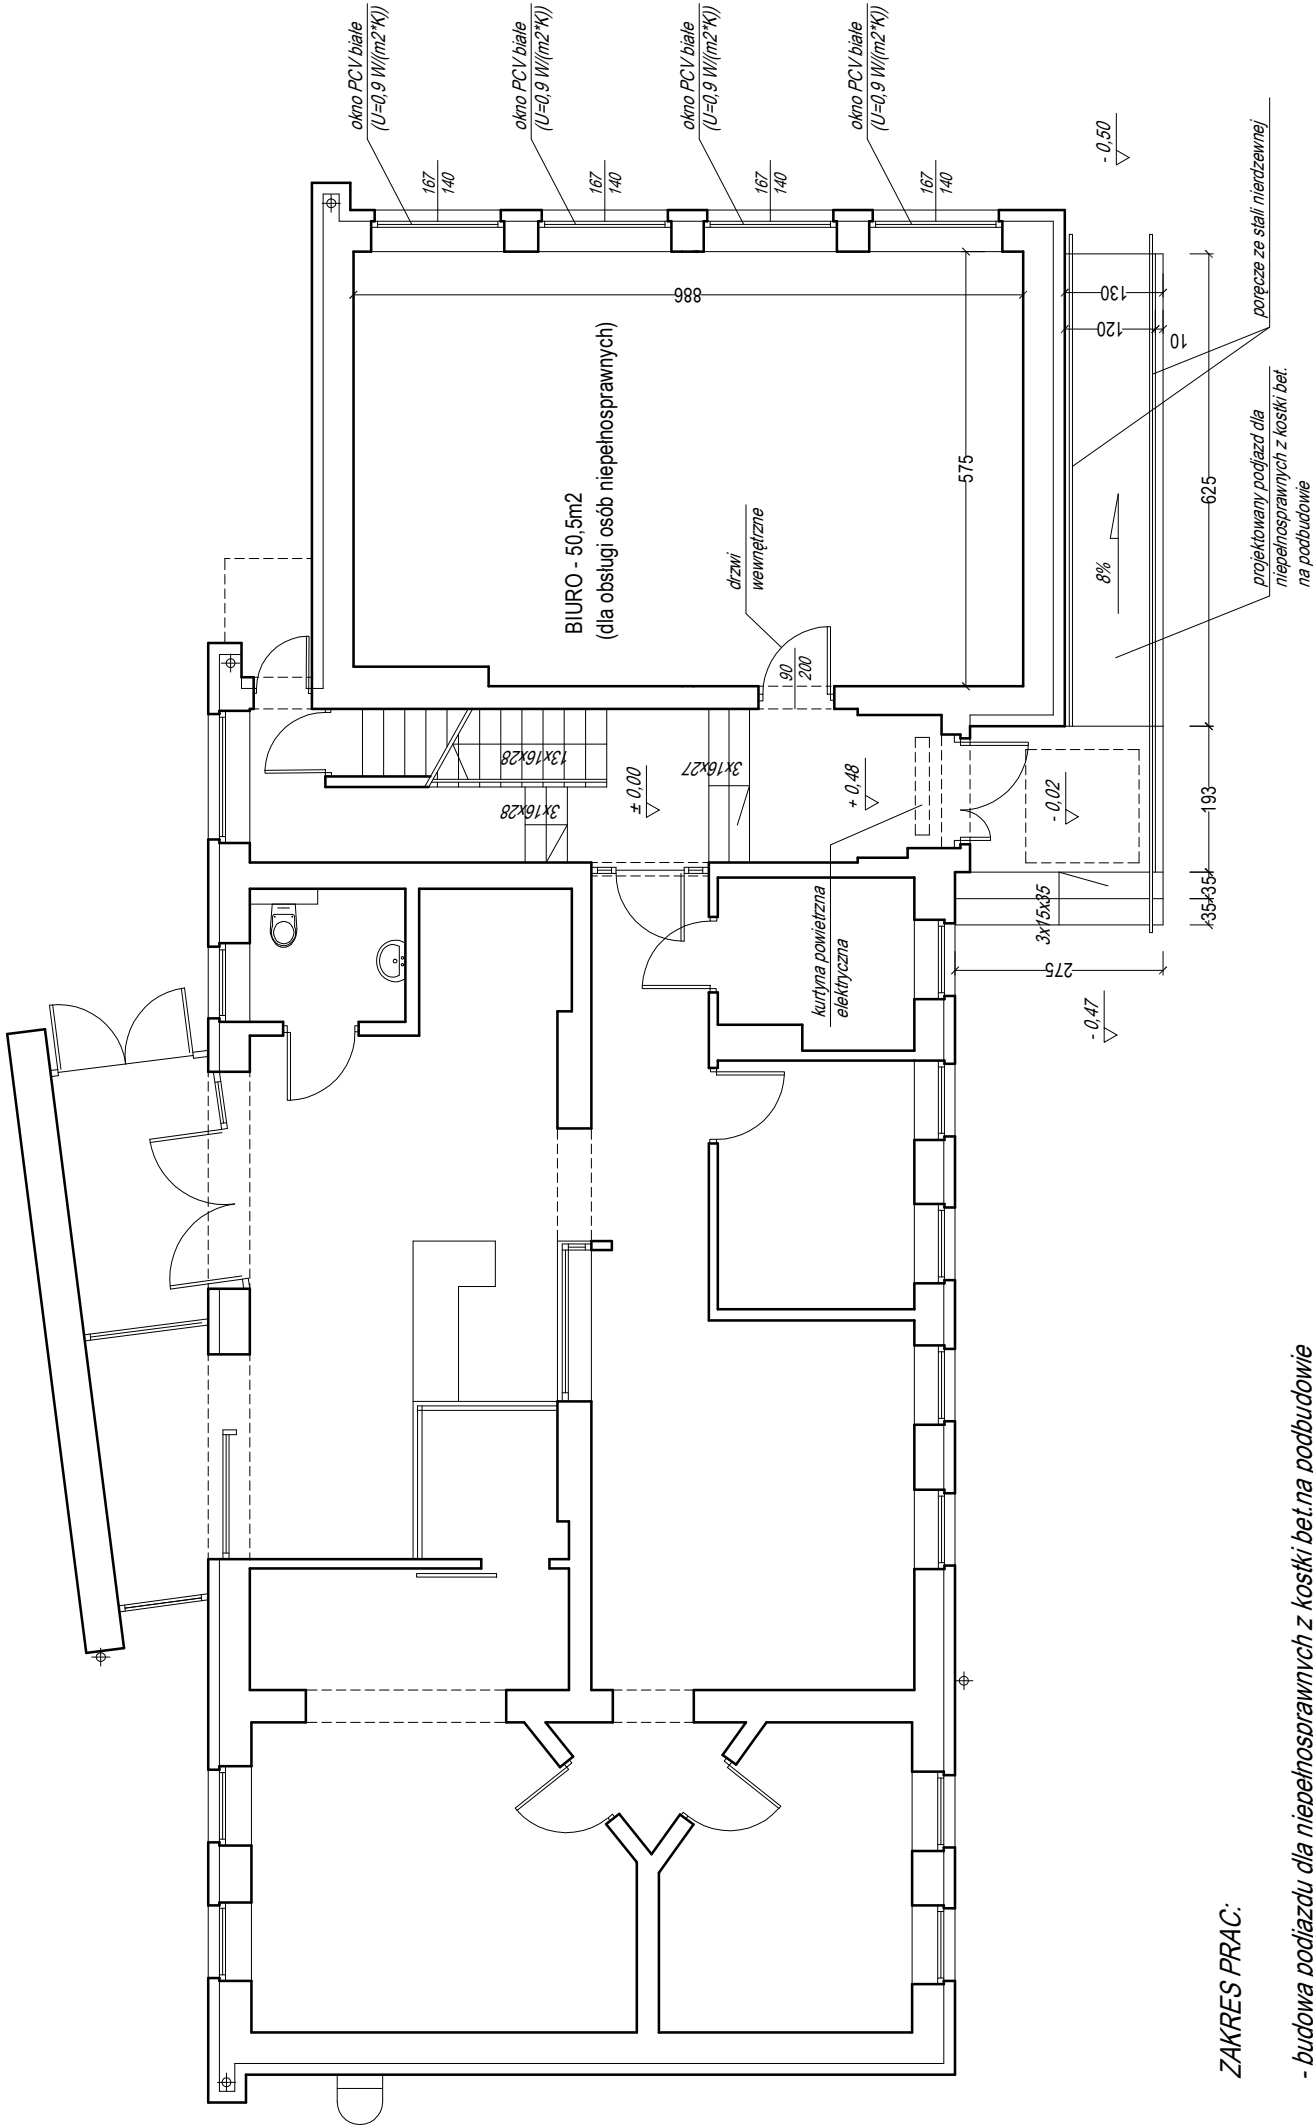 okno PCV białe
(U=0,9 W/(m2*K))
okno PCV białe
(U=0,9 W/(m2*K))
okno PCV białe
(U=0,9 W/(m2*K))
okno PCV białe
(U=0,9 W/(m2*K))
167
140
167
140
167
140
167
140
- 0,50
poręcze ze stali nierdzewnej
886
130
120
10
BIURO - 50,5m2
(dla obsługi osób niepełnosprawnych)
575
625
drzwi
wewnętrzne
8%
projektowany podjazd dla
niepełnosprawnych z kostki bet.
na podbudowie
90
200
13x16x28
3x16x28
± 0,00
3x16x27
+ 0,48
- 0,02
193
35
35
3x15x35
275
kurtyna powietrzna
elektryczna
- 0,47
ZAKRES PRAC:
- budowa podjazdu dla niepełnosprawnych z kostki bet.na podbudowie